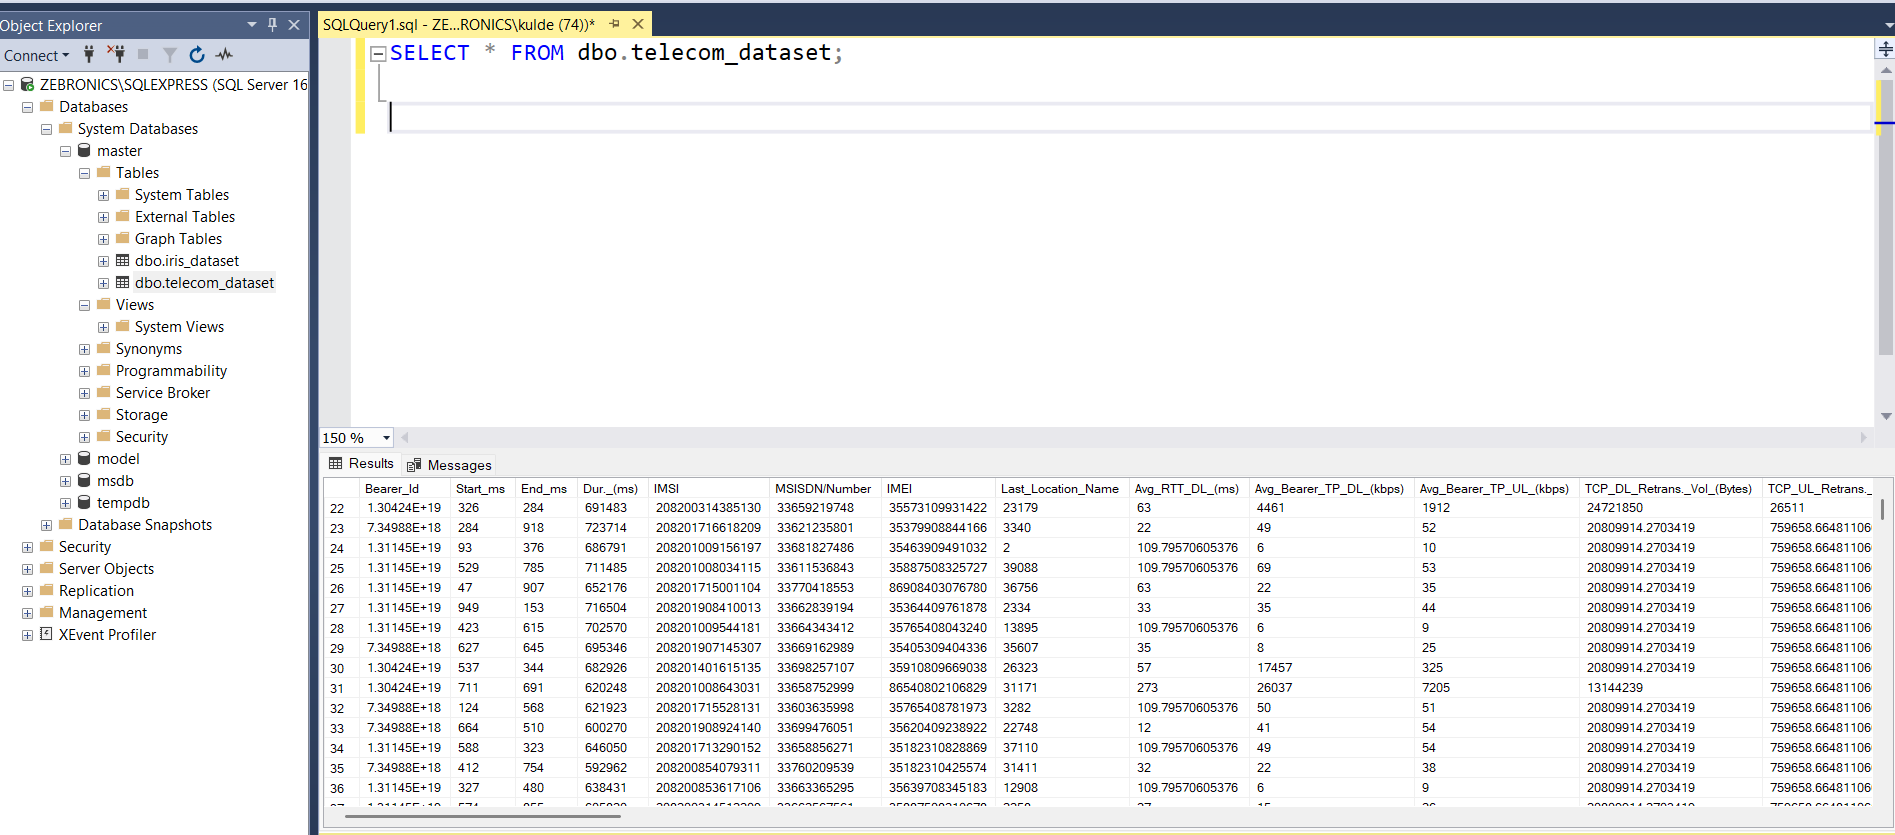 Object Explorer
Connect
ZEBRONICS\SQLEXPRESS (SQL Server 16
Databases
System Databases
master
Tables
System Tables
External Tables
Graph Tables
dbo.iris_dataset
dbo.telecom_dataset
Views
System Views
Synonyms
Programmability
Service Broker
Storage
Security
model
msdb
tempdb
Database Snapshots
Security
Server Objects
Replication
Management
XEvent Profiler
SQLQuery1.sql - ZE...RONICS\kulde (74))*
SELECT * FROM dbo.telecom_dataset;
150 %
Results Messages
Bearer_Id Start_ms End_ms Dur._(ms) IMSI MSISDN/Number IMEI Last_Location_Name Avg_RTT_DL_(ms) Avg_Bearer_TP_DL_(kbps) Avg_Bearer_TP_UL_(kbps) TCP_DL_Retrans._Vol_(Bytes) TCP_UL_Retrans._
22 1.30424E+19 326 284 691483 208200314385130 33659219748 35573109931422 23179 63 4461 1912 24721850 26511
23 7.34988E+18 284 918 723714 208201716618209 33621235801 35379908844166 3340 22 49 52 20809914.2703419 759658.66481106
24 1.31145E+19 93 376 686791 208201009156197 33681827486 35463909491032 2 109.79570605376 6 10 20809914.2703419 759658.66481106
25 1.31145E+19 529 785 711485 208201008034115 33611536843 35887508325727 39088 109.79570605376 69 53 20809914.2703419 759658.66481106
26 1.31145E+19 47 907 652176 208201715001104 33770418553 86908403076780 36756 63 22 35 20809914.2703419 759658.66481106
27 1.31145E+19 949 153 716504 208201908410013 33662839194 35364409761878 2334 33 35 44 20809914.2703419 759658.66481106
28 1.31145E+19 423 615 702570 208201009544181 33664343412 35765408043240 13895 109.79570605376 6 9 20809914.2703419 759658.66481106
29 7.34988E+18 627 645 695346 208201907145307 33669162989 35405309404336 35607 35 8 25 20809914.2703419 759658.66481106
30 1.30424E+19 537 344 682926 208201401615135 33698257107 35910809669038 26323 57 17457 325 20809914.2703419 759658.66481106
31 1.30424E+19 711 691 620248 208201008643031 33658752999 86540802106829 31171 273 26037 7205 13144239 759658.66481106
32 7.34988E+18 124 568 621923 208201715528131 33603635998 35765408781973 3282 109.79570605376 50 51 20809914.2703419 759658.66481106
33 7.34988E+18 664 510 600270 208201908924140 33699476051 35620409238922 22748 12 41 54 20809914.2703419 759658.66481106
34 1.31145E+19 588 323 646050 208201713290152 33658856271 35182310828869 37110 109.79570605376 49 54 20809914.2703419 759658.66481106
35 7.34988E+18 412 754 592962 208200854079311 33760209539 35182310425574 31411 32 22 38 20809914.2703419 759658.66481106
36 1.31145E+19 327 480 638431 208200853617106 33663365295 35639708345183 12908 109.79570605376 6 9 20809914.2703419 759658.66481106